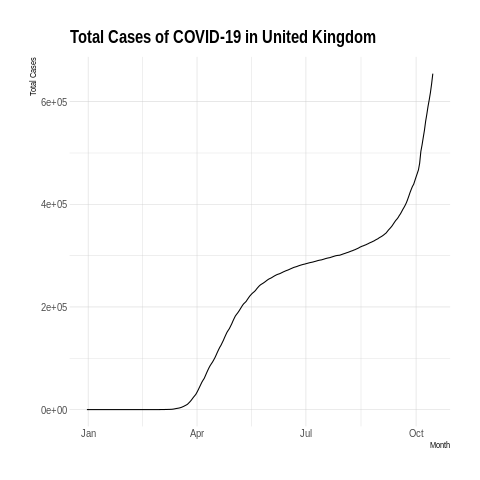 Total Cases of COVID-19 in United Kingdom
Total Cases
6e+05
4e+05
2e+05
0e+00
Jan Apr Jul Oct
Month